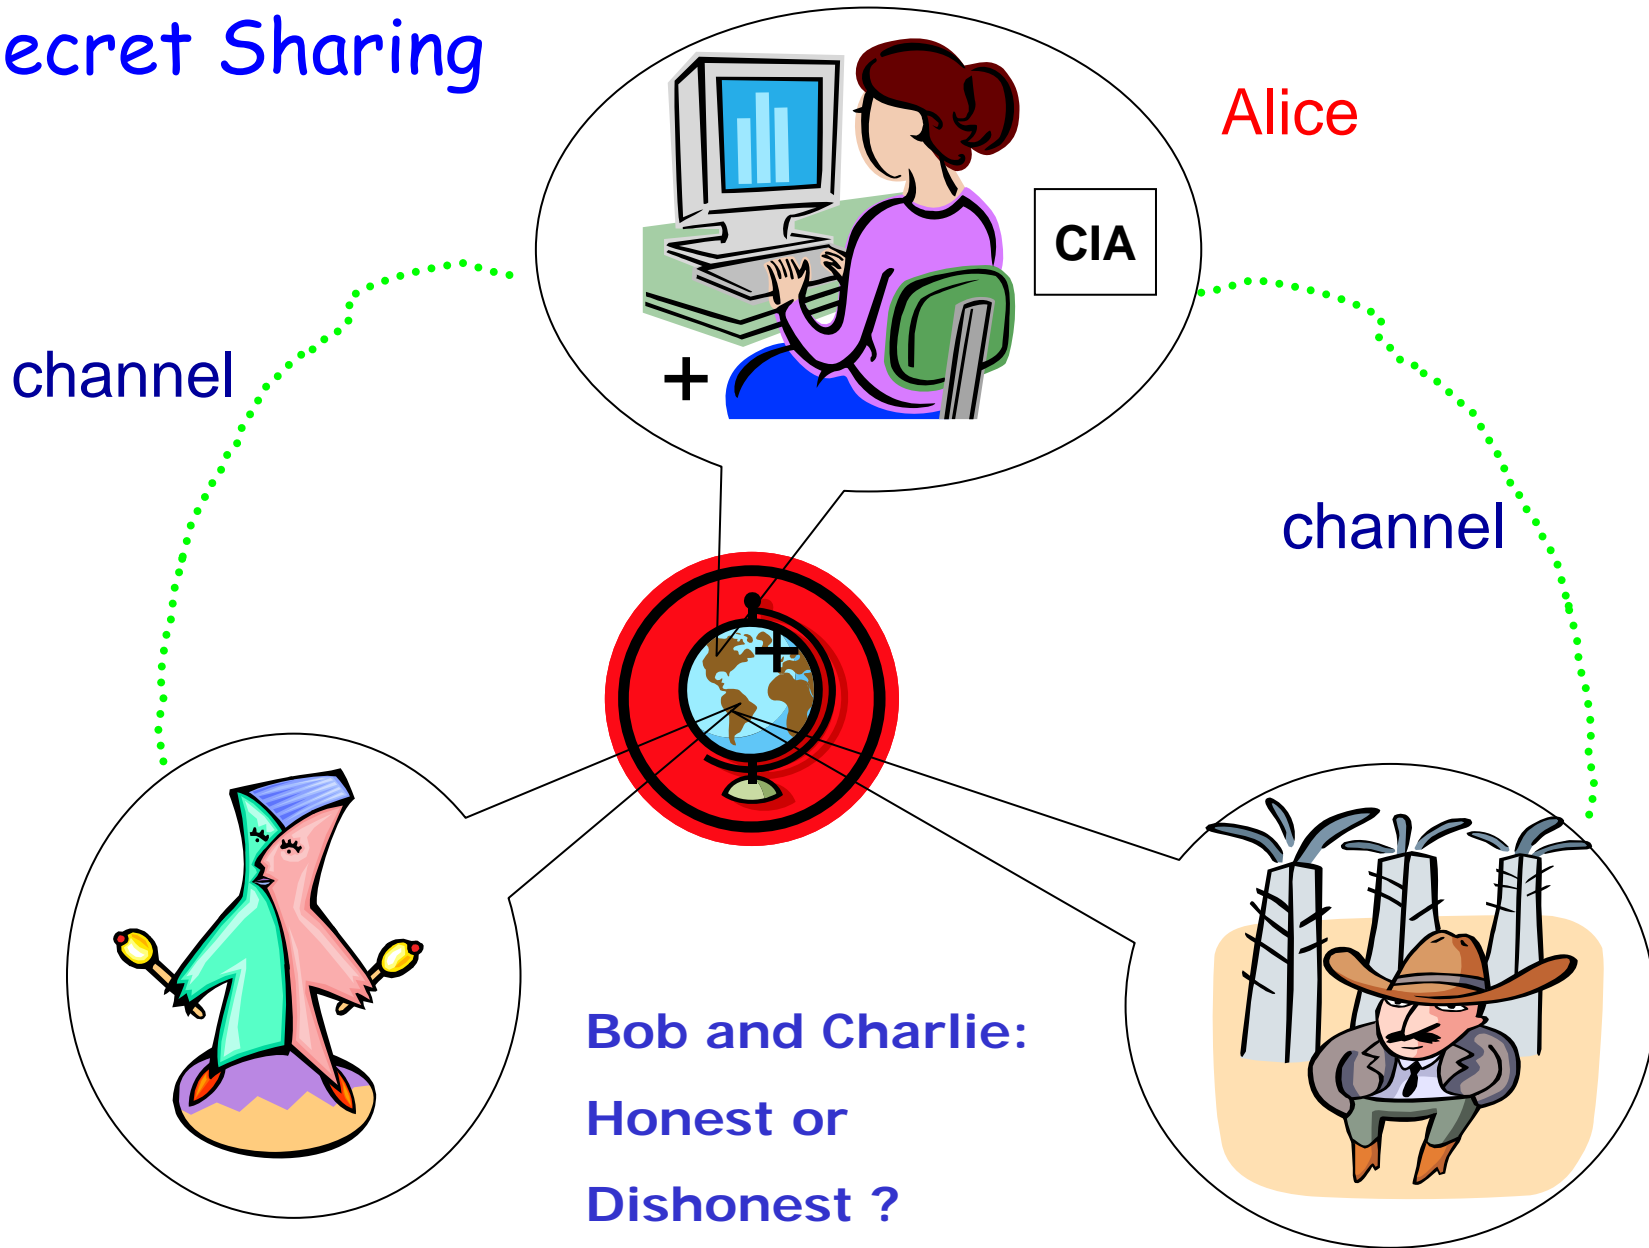 ecret Sharing
Alice
CIA
channel
+
channel
+
Bob and Charlie:
Honest or
Dishonest ?